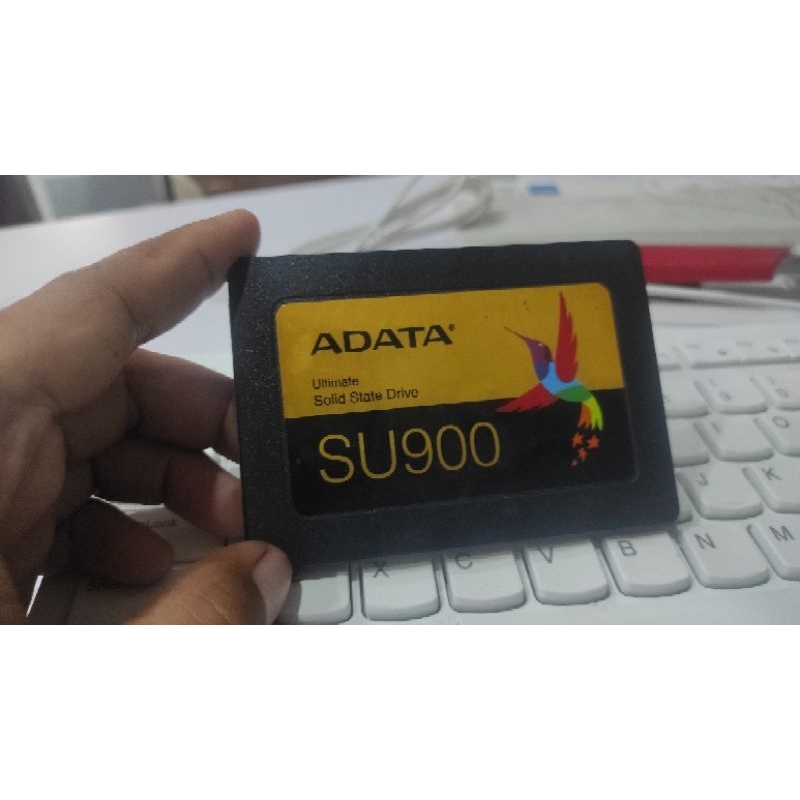 ADATA®
Ultimate
Solid State Drive
SU900
J
K
X
C
V
B
N
M